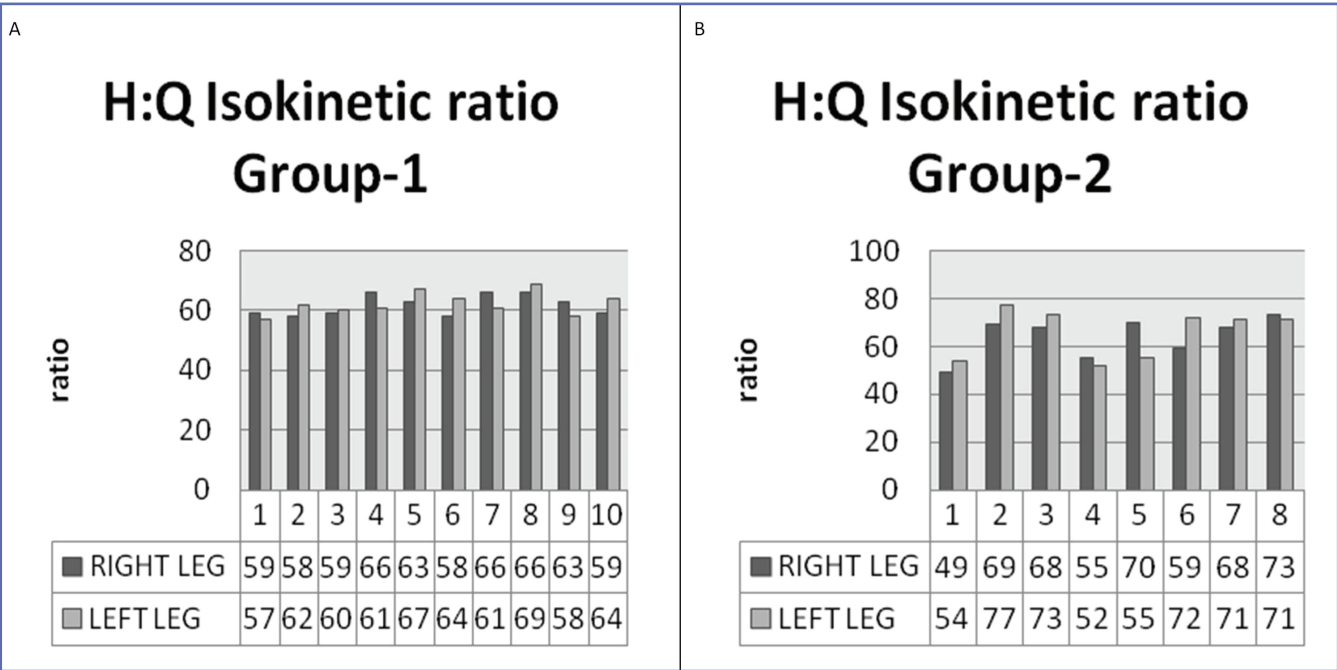 A
H:Q Isokinetic ratio
Group-1
ratio
80
60
40
20
0
1 2 3 4 5 6 7 8 9 10
RIGHT LEG 59 58 59 66 63 58 66 66 63 59
LEFT LEG 57 62 60 61 67 64 61 69 58 64
B
H:Q Isokinetic ratio
Group-2
ratio
100
80
60
40
20
0
1 2 3 4 5 6 7 8
RIGHT LEG 49 69 68 55 70 59 68 73
LEFT LEG 54 77 73 52 55 72 71 71